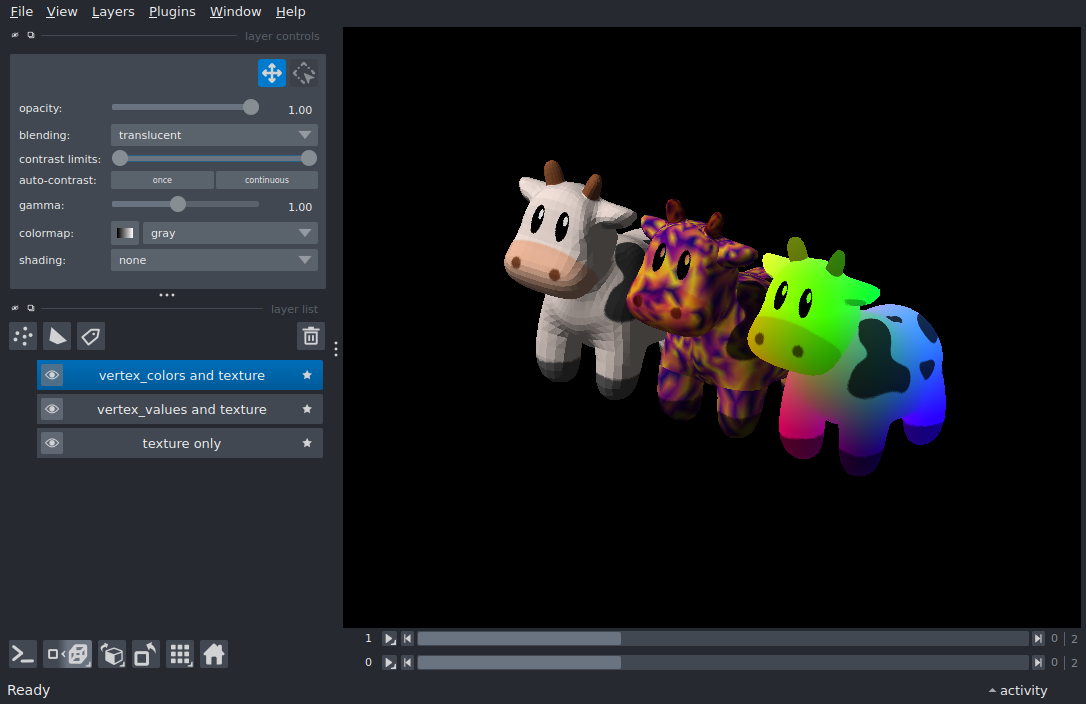 File View Layers Plugins Window Help
layer controls
opacity: 1.00
blending: translucent
contrast limits:
auto-contrast: once continuous
gamma: 1.00
colormap: gray
shading: none
layer list
vertex_colors and texture
vertex_values and texture
texture only
1 0 2
0 0 2
Ready activity